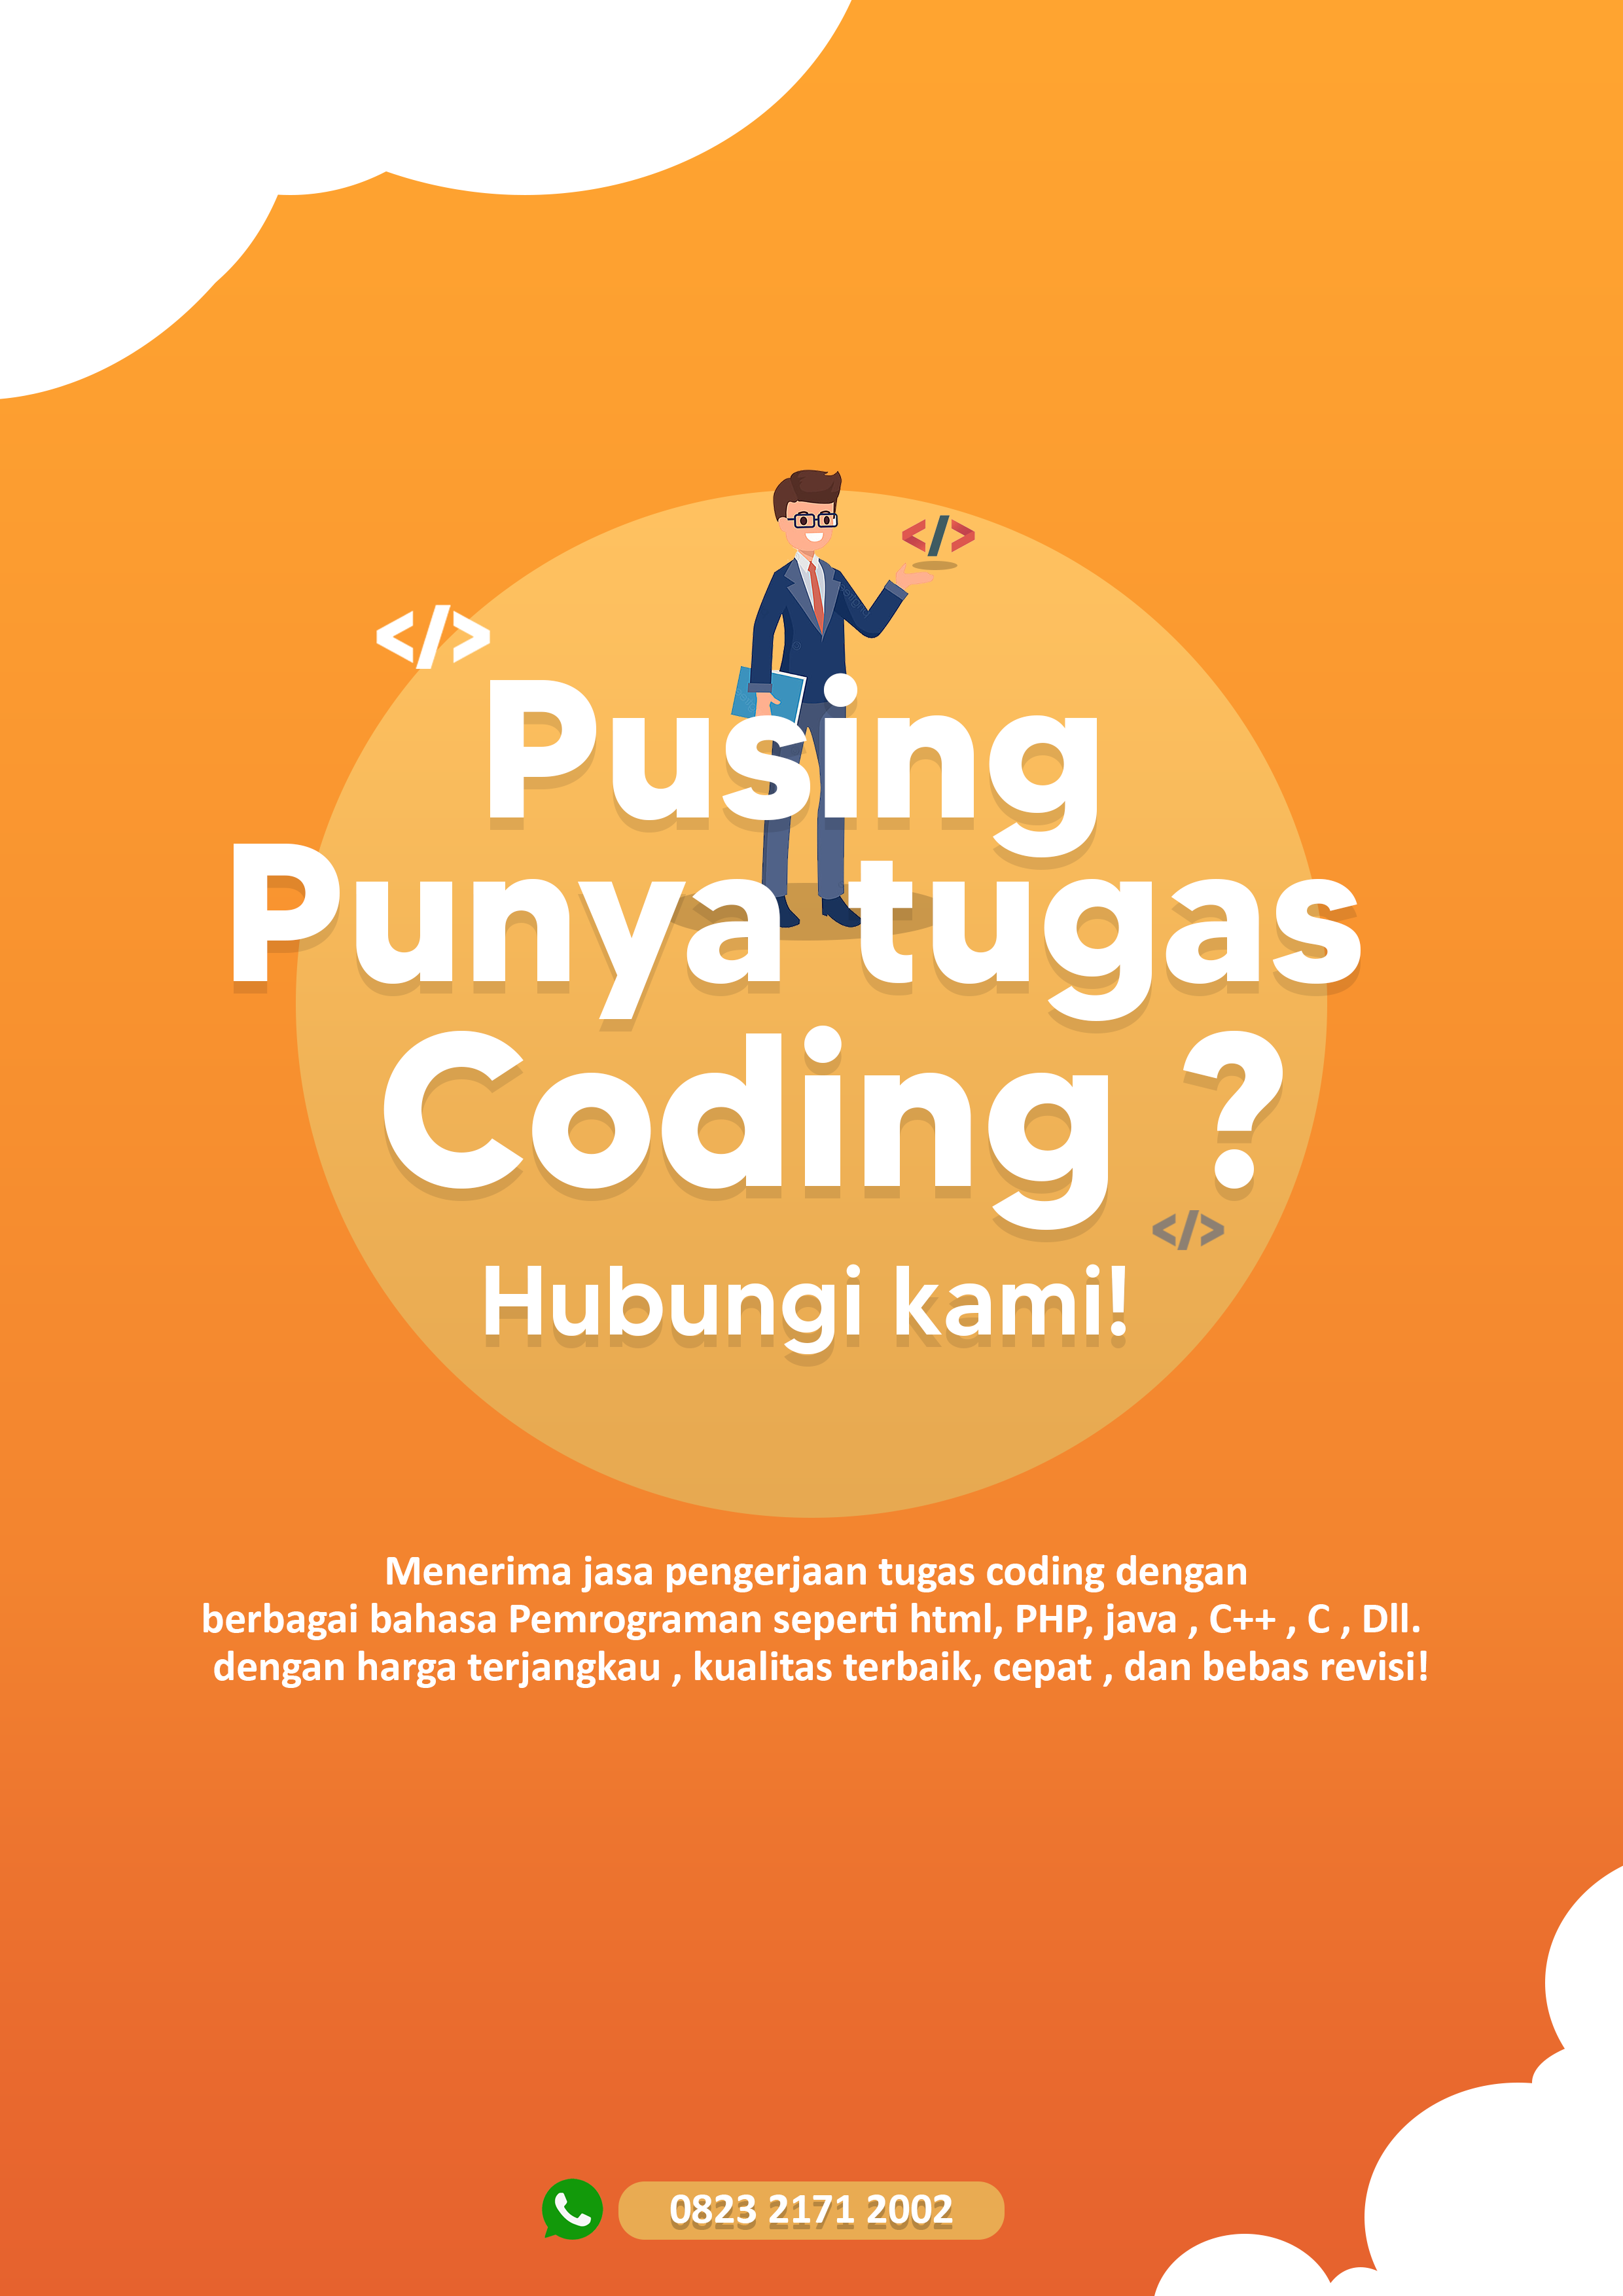 </>
</>
Pusing
Punya tugas
Coding ?
</>
Hubungi kami!
Menerima jasa pengerjaan tugas coding dengan
berbagai bahasa Pemrograman seperti html, PHP, java , C++ , C , Dll.
dengan harga terjangkau , kualitas terbaik, cepat , dan bebas revisi!
0823 2171 2002